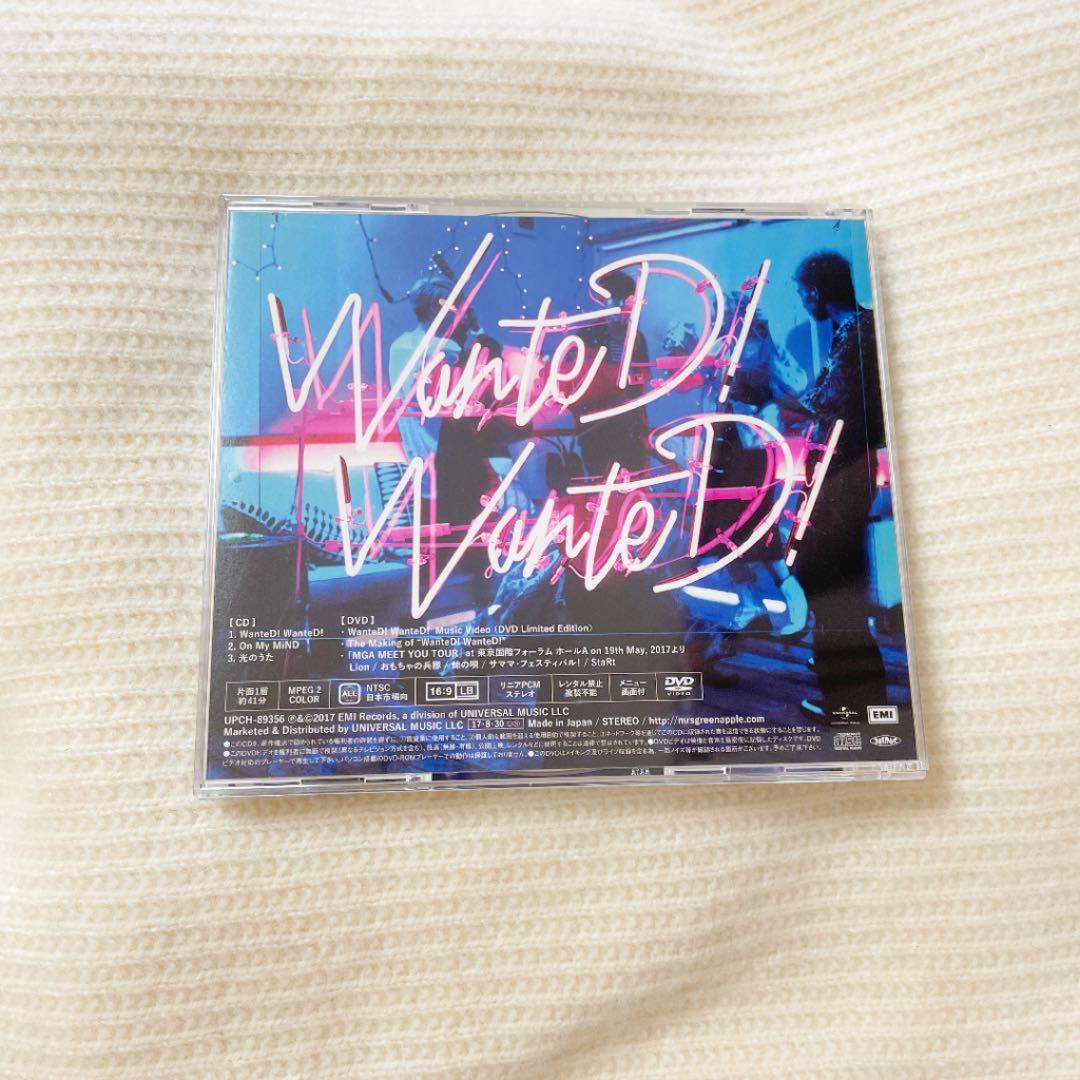 WanteD!
WanteD!
【CD】
1. WanteD! WanteD!
2. On My MiND
3. 光のうた
【DVD】
・WanteD! WanteD! Music Video (DVD Limited Edition)
・The Making of "WanteD! WanteD!"
・「MGA MEET YOU TOUR」 at 東京国際フォーラム ホールA on 19th May, 2017より
Lion / おもちゃの兵隊 / 鯨の唄 / サママ・フェスティバル! / StaRt
片面1層
約41分
MPEG 2
COLOR
ALL
NTSC
日本市場向
16:9 LB
リニアPCM
ステレオ
レンタル禁止
複製不能
メニュー
画面付
DVD
VIDEO
UPCH-89356 ℗&©2017 EMI Records, a division of UNIVERSAL MUSIC LLC
Marketed & Distributed by UNIVERSAL MUSIC LLC 17・8・30 Made in Japan / STEREO / http://mrsgreenapple.com/
UNIVERSAL
EMI